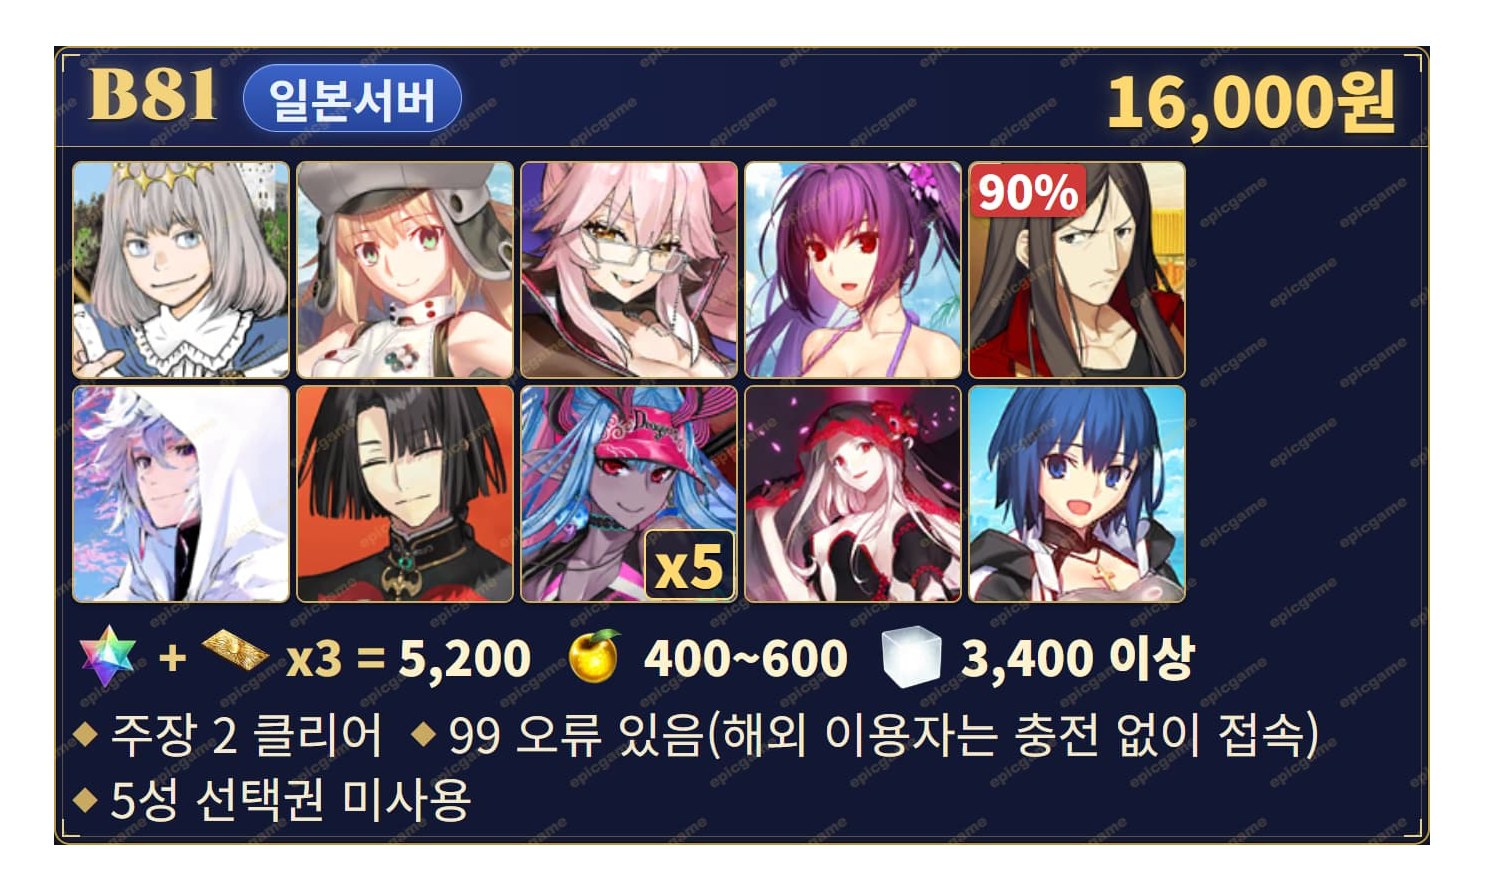 B81 일본서버 16,000원
90%
Dragon
x5
+ x3 = 5,200 400~600 3,400 이상
◆ 주장 2 클리어 ◆ 99 오류 있음(해외 이용자는 충전 없이 접속)
◆ 5성 선택권 미사용
epicgame